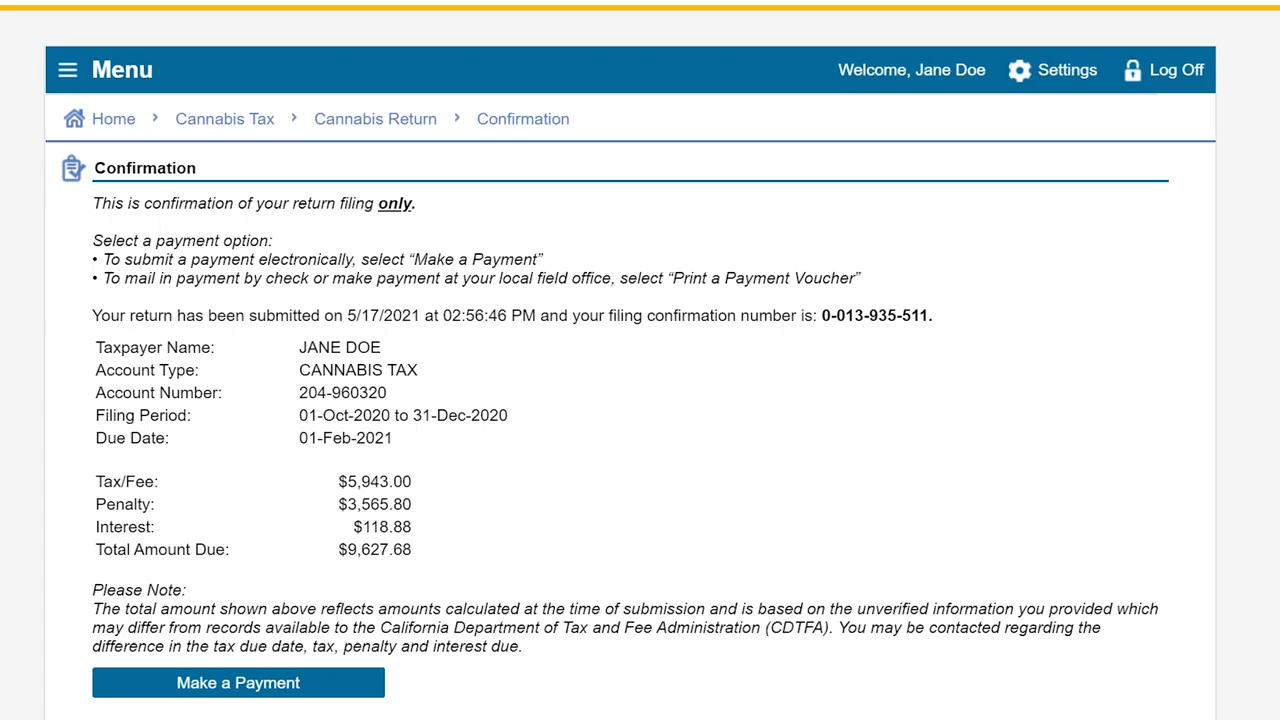 Menu Welcome, Jane Doe Settings Log Off
Home › Cannabis Tax › Cannabis Return › Confirmation
Confirmation
This is confirmation of your return filing only.
Select a payment option:
• To submit a payment electronically, select “Make a Payment”
• To mail in payment by check or make payment at your local field office, select “Print a Payment Voucher”
Your return has been submitted on 5/17/2021 at 02:56:46 PM and your filing confirmation number is: 0-013-935-511.
Taxpayer Name: JANE DOE
Account Type: CANNABIS TAX
Account Number: 204-960320
Filing Period: 01-Oct-2020 to 31-Dec-2020
Due Date: 01-Feb-2021
Tax/Fee: $5,943.00
Penalty: $3,565.80
Interest: $118.88
Total Amount Due: $9,627.68
Please Note:
The total amount shown above reflects amounts calculated at the time of submission and is based on the unverified information you provided which
may differ from records available to the California Department of Tax and Fee Administration (CDTFA). You may be contacted regarding the
difference in the tax due date, tax, penalty and interest due.
Make a Payment